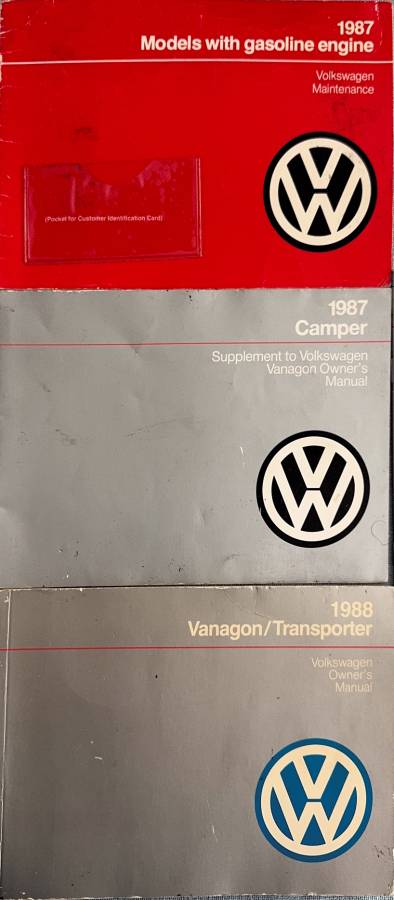 1987
Models with gasoline engine
Volkswagen
Maintenance
(Pocket for Customer Identification Card)
1987
Camper
Supplement to Volkswagen
Vanagon Owner's
Manual
1988
Vanagon/Transporter
Volkswagen
Owner's
Manual